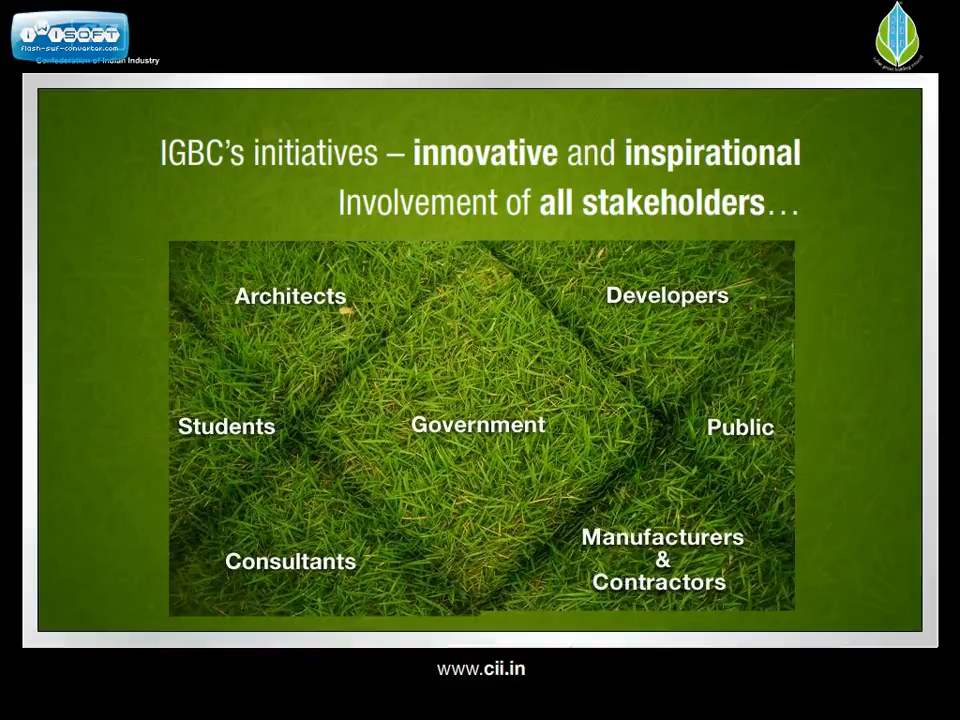 iWiSOFT
flash-swf-converter.com
Confederation of Indian Industry
IGBC's initiatives – innovative and inspirational
Involvement of all stakeholders…
Architects
Developers
Students
Government
Public
Consultants
Manufacturers
&
Contractors
www.cii.in